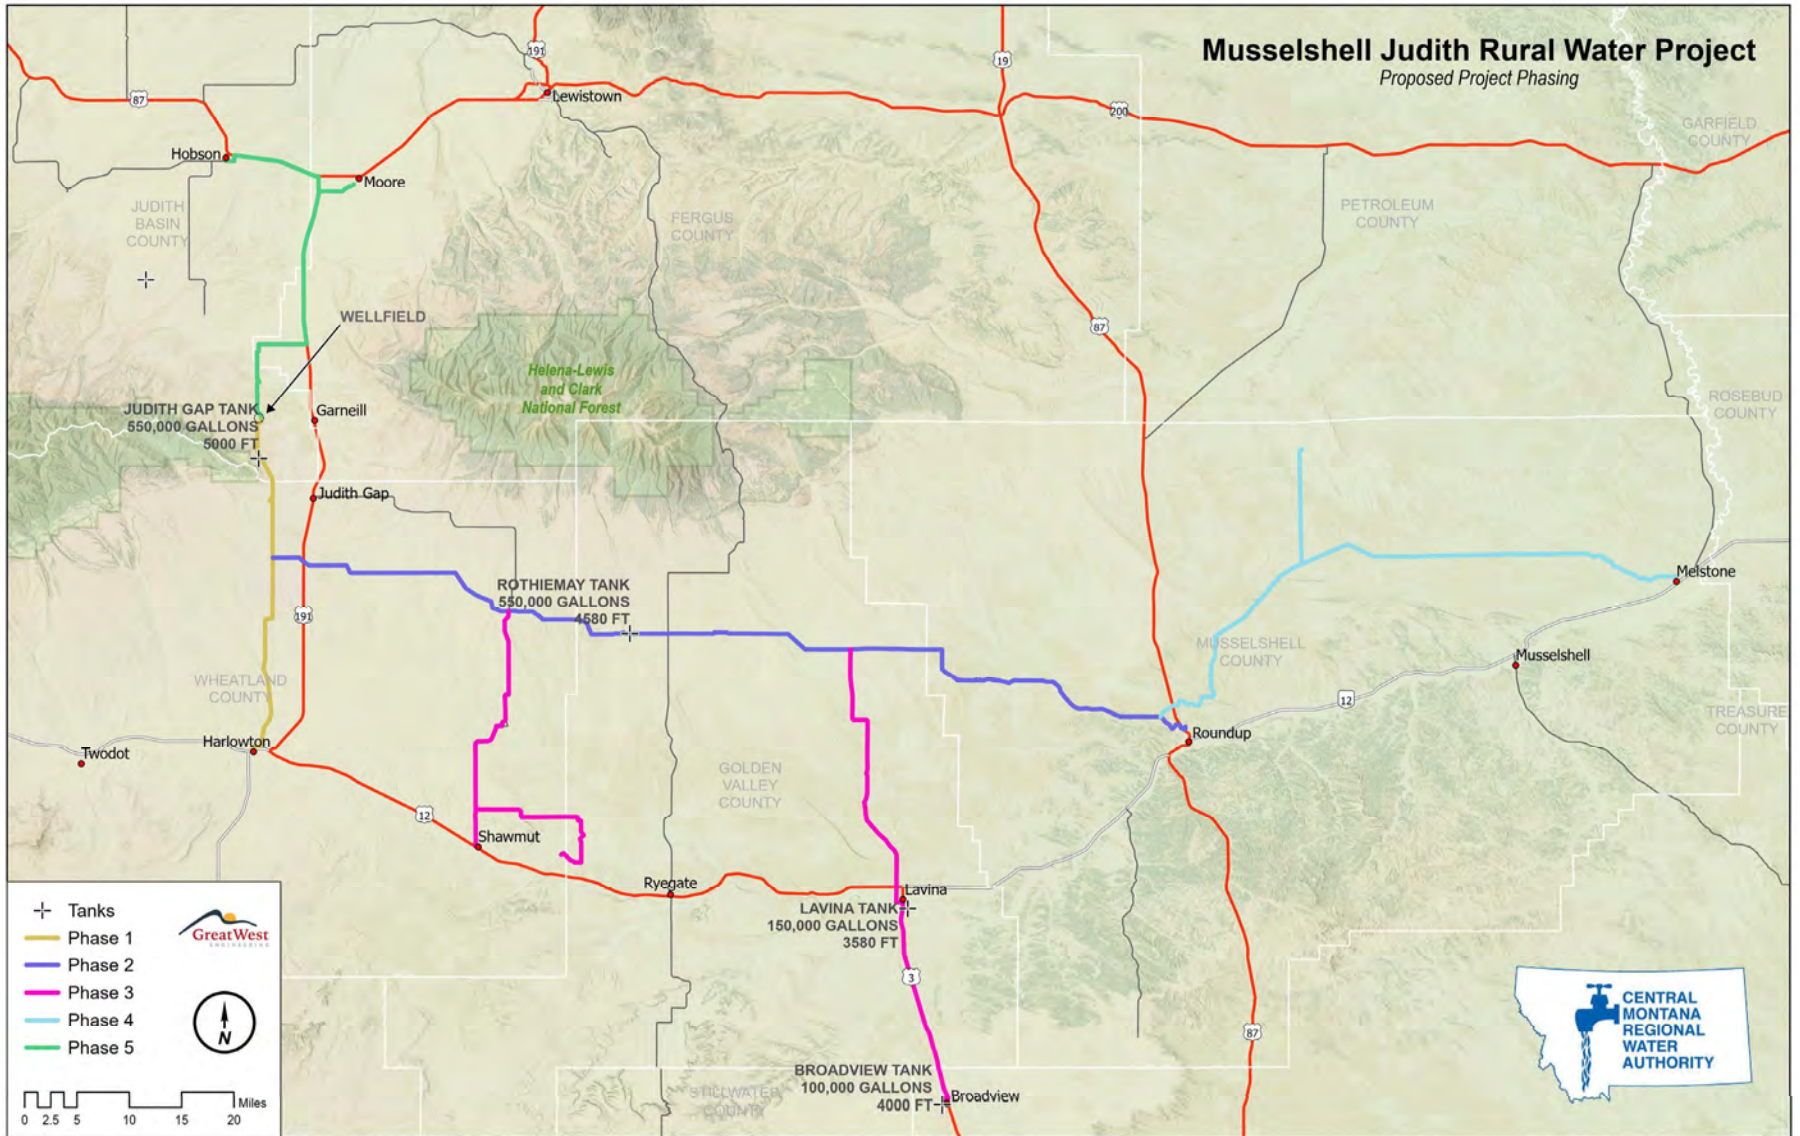 Musselshell Judith Rural Water Project
Proposed Project Phasing
191
19
87
Lewistown
200
GARFIELD
COUNTY
Hobson
Moore
JUDITH
BASIN
COUNTY
FERGUS
COUNTY
PETROLEUM
COUNTY
WELLFIELD
87
Helena-Lewis
and Clark
National Forest
ROSEBUD
COUNTY
JUDITH GAP TANK
550,000 GALLONS
5000 FT
Garneill
Judith Gap
ROTHIEMAY TANK
550,000 GALLONS
4580 FT
Melstone
191
MUSSELSHELL
COUNTY
Musselshell
WHEATLAND
COUNTY
12
TREASURE
COUNTY
Harlowton
Twodot
Roundup
GOLDEN
VALLEY
COUNTY
12
Shawmut
Ryegate
Lavina
LAVINA TANK
150,000 GALLONS
3580 FT
3
87
BROADVIEW TANK
100,000 GALLONS
4000 FT
Broadview
STILLWATER
COUNTY
Tanks
Phase 1
Phase 2
Phase 3
Phase 4
Phase 5
GreatWest
ENGINEERING
N
Miles
0 2.5 5 10 15 20
CENTRAL
MONTANA
REGIONAL
WATER
AUTHORITY